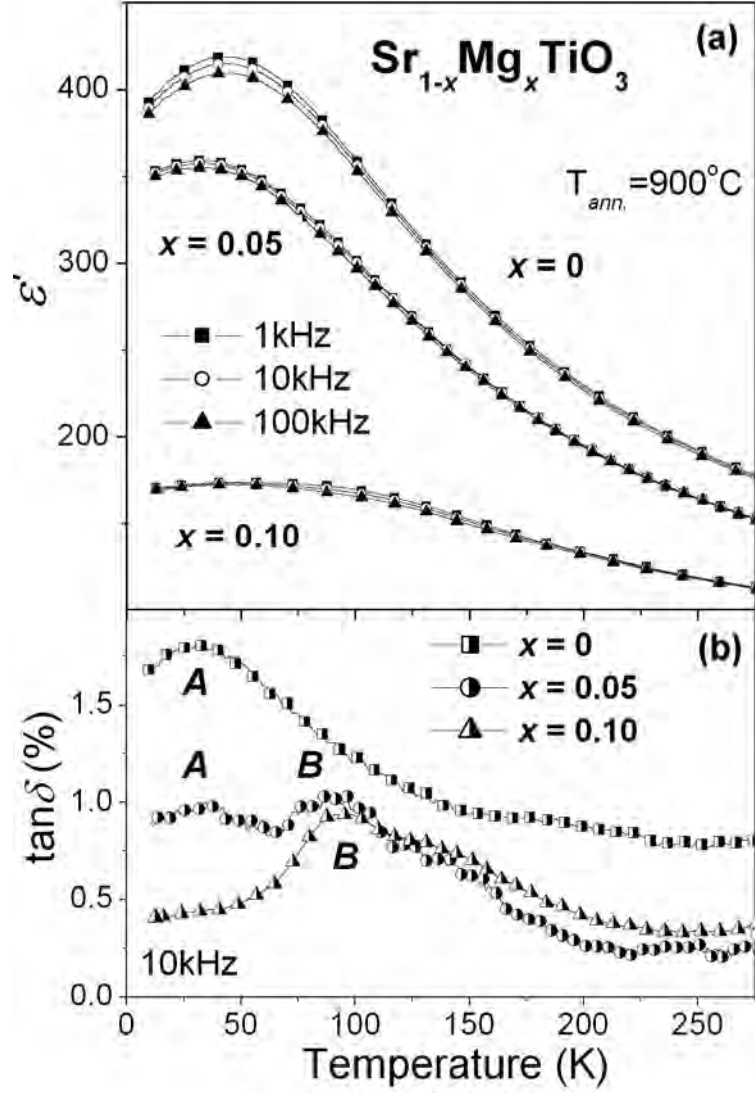 (a)
Sr1-xMgxTiO3
400
Tann.=900°C
x = 0.05
x = 0
300
ε'
1kHz
10kHz
100kHz
200
x = 0.10
(b)
x = 0
x = 0.05
x = 0.10
A
1.5
A
B
1.0
tanδ (%)
B
0.5
10kHz
0.0
0 50 100 150 200 250
Temperature (K)